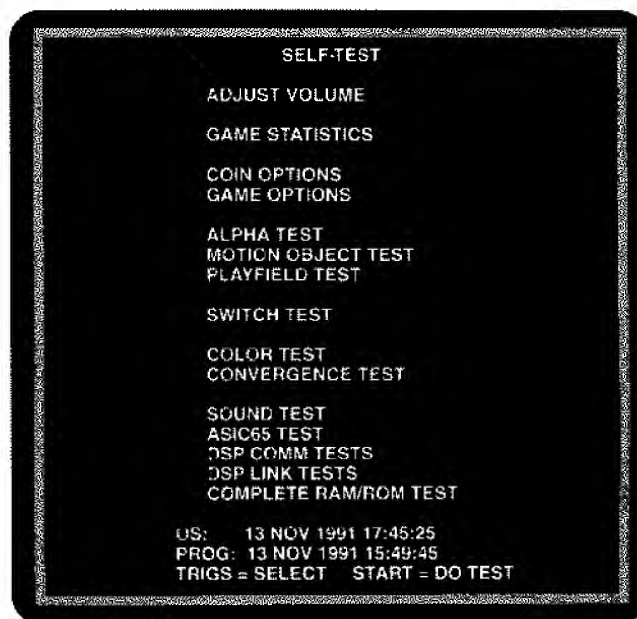 SELF-TEST
ADJUST VOLUME
GAME STATISTICS
COIN OPTIONS
GAME OPTIONS
ALPHA TEST
MOTION OBJECT TEST
PLAYFIELD TEST
SWITCH TEST
COLOR TEST
CONVERGENCE TEST
SOUND TEST
ASIC65 TEST
DSP COMM TESTS
DSP LINK TESTS
COMPLETE RAM/ROM TEST
OS: 13 NOV 1991 17:45:25
PROG: 13 NOV 1991 15:49:45
TRIGS = SELECT START = DO TEST